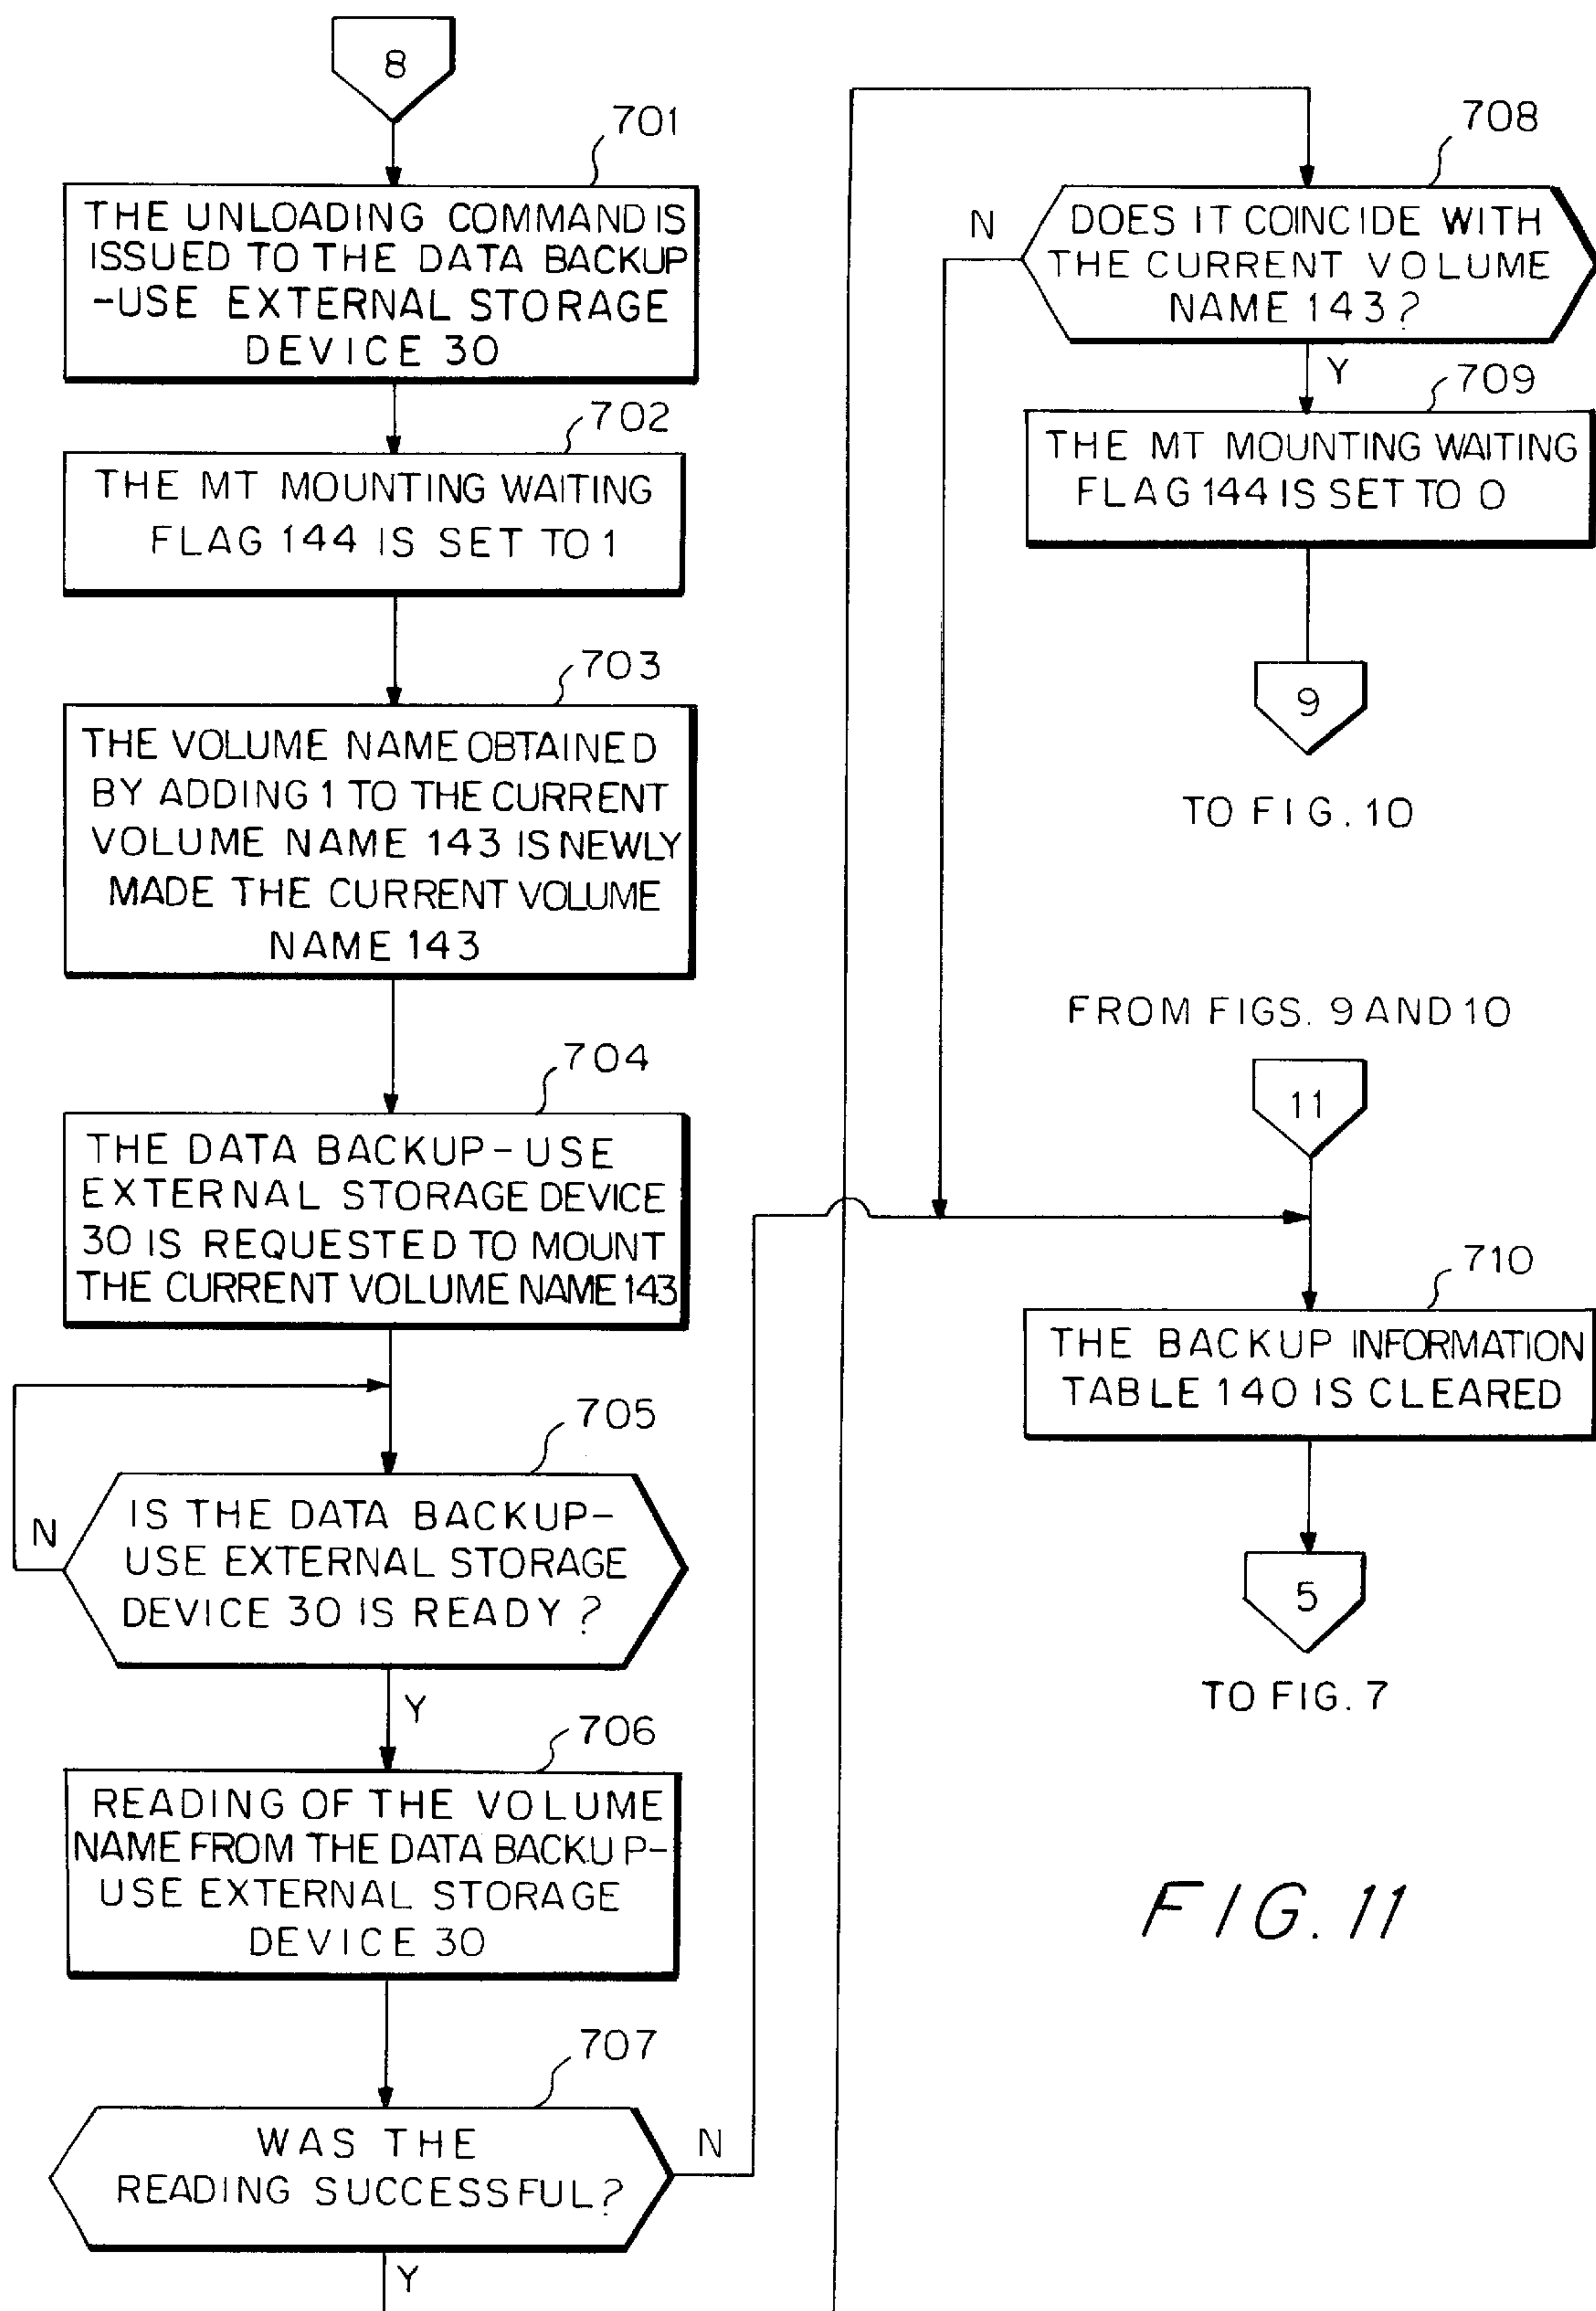 8
701
THE UNLOADING COMMAND IS
ISSUED TO THE DATA BACKUP
-USE EXTERNAL STORAGE
DEVICE 30
702
THE MT MOUNTING WAITING
FLAG 144 IS SET TO 1
703
THE VOLUME NAME OBTAINED
BY ADDING 1 TO THE CURRENT
VOLUME NAME 143 IS NEWLY
MADE THE CURRENT VOLUME
NAME 143
704
THE DATA BACKUP-USE
EXTERNAL STORAGE DEVICE
30 IS REQUESTED TO MOUNT
THE CURRENT VOLUME NAME 143
705
N
IS THE DATA BACKUP-
USE EXTERNAL STORAGE
DEVICE 30 IS READY?
Y
706
READING OF THE VOLUME
NAME FROM THE DATA BACKUP-
USE EXTERNAL STORAGE
DEVICE 30
707
WAS THE
READING SUCCESSFUL?
N
Y
708
N
DOES IT COINCIDE WITH
THE CURRENT VOLUME
NAME 143?
Y
709
THE MT MOUNTING WAITING
FLAG 144 IS SET TO 0
9
TO FIG. 10
FROM FIGS. 9 AND 10
11
710
THE BACKUP INFORMATION
TABLE 140 IS CLEARED
5
TO FIG. 7
FIG. 11